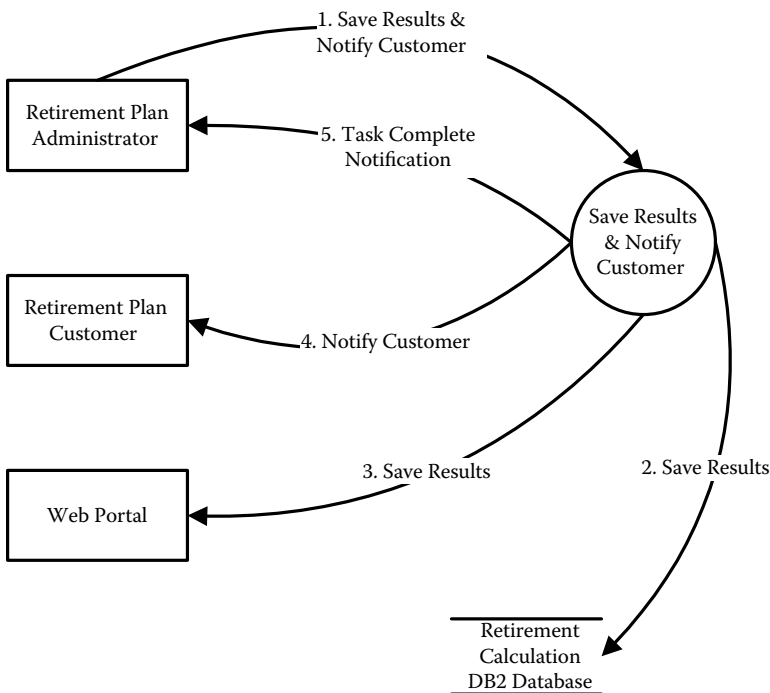 1. Save Results &
Notify Customer
Retirement Plan
Administrator
5. Task Complete
Notification
Save Results
& Notify
Customer
Retirement Plan
Customer
4. Notify Customer
3. Save Results
2. Save Results
Web Portal
Retirement
Calculation
DB2 Database